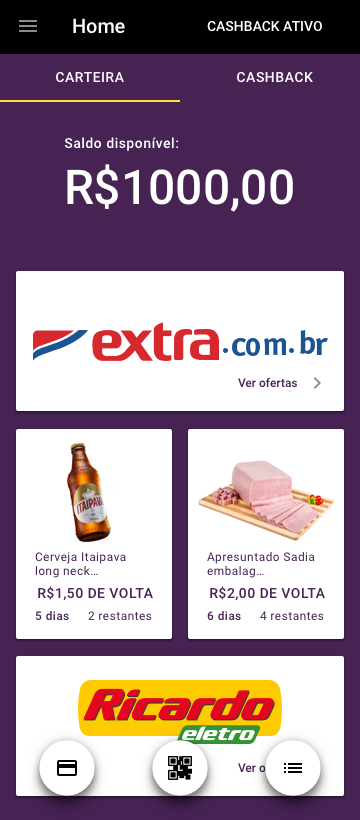 Home
CASHBACK ATIVO
CARTEIRA
CASHBACK
Saldo disponível:
R$1000,00
extra.com.br
Ver ofertas
ITAIPAVA
Cerveja Itaipava
long neck…
R$1,50 DE VOLTA
5 dias
2 restantes
Apresuntado Sadia
embalag…
R$2,00 DE VOLTA
6 dias
4 restantes
Ricardo
eletro
Ver o